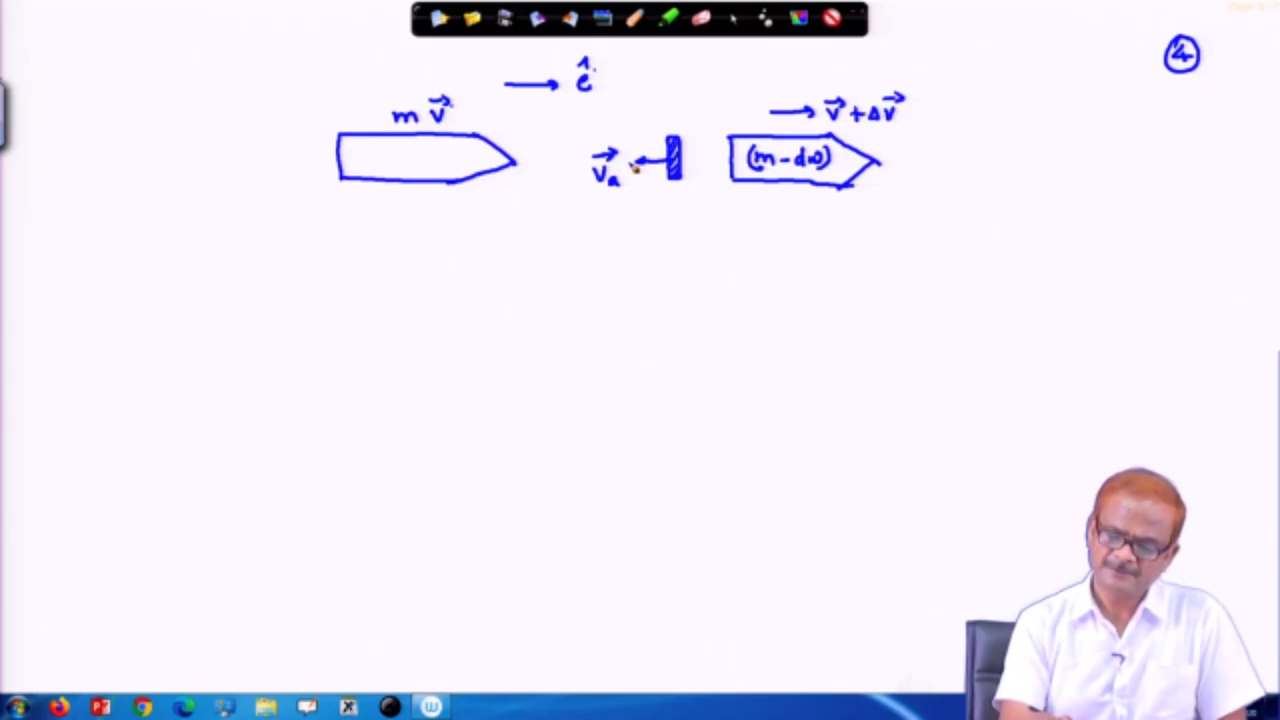 ④
→ ê
m v⃗
→ v⃗ + Δv⃗
v⃗ₐ
(m - dm)